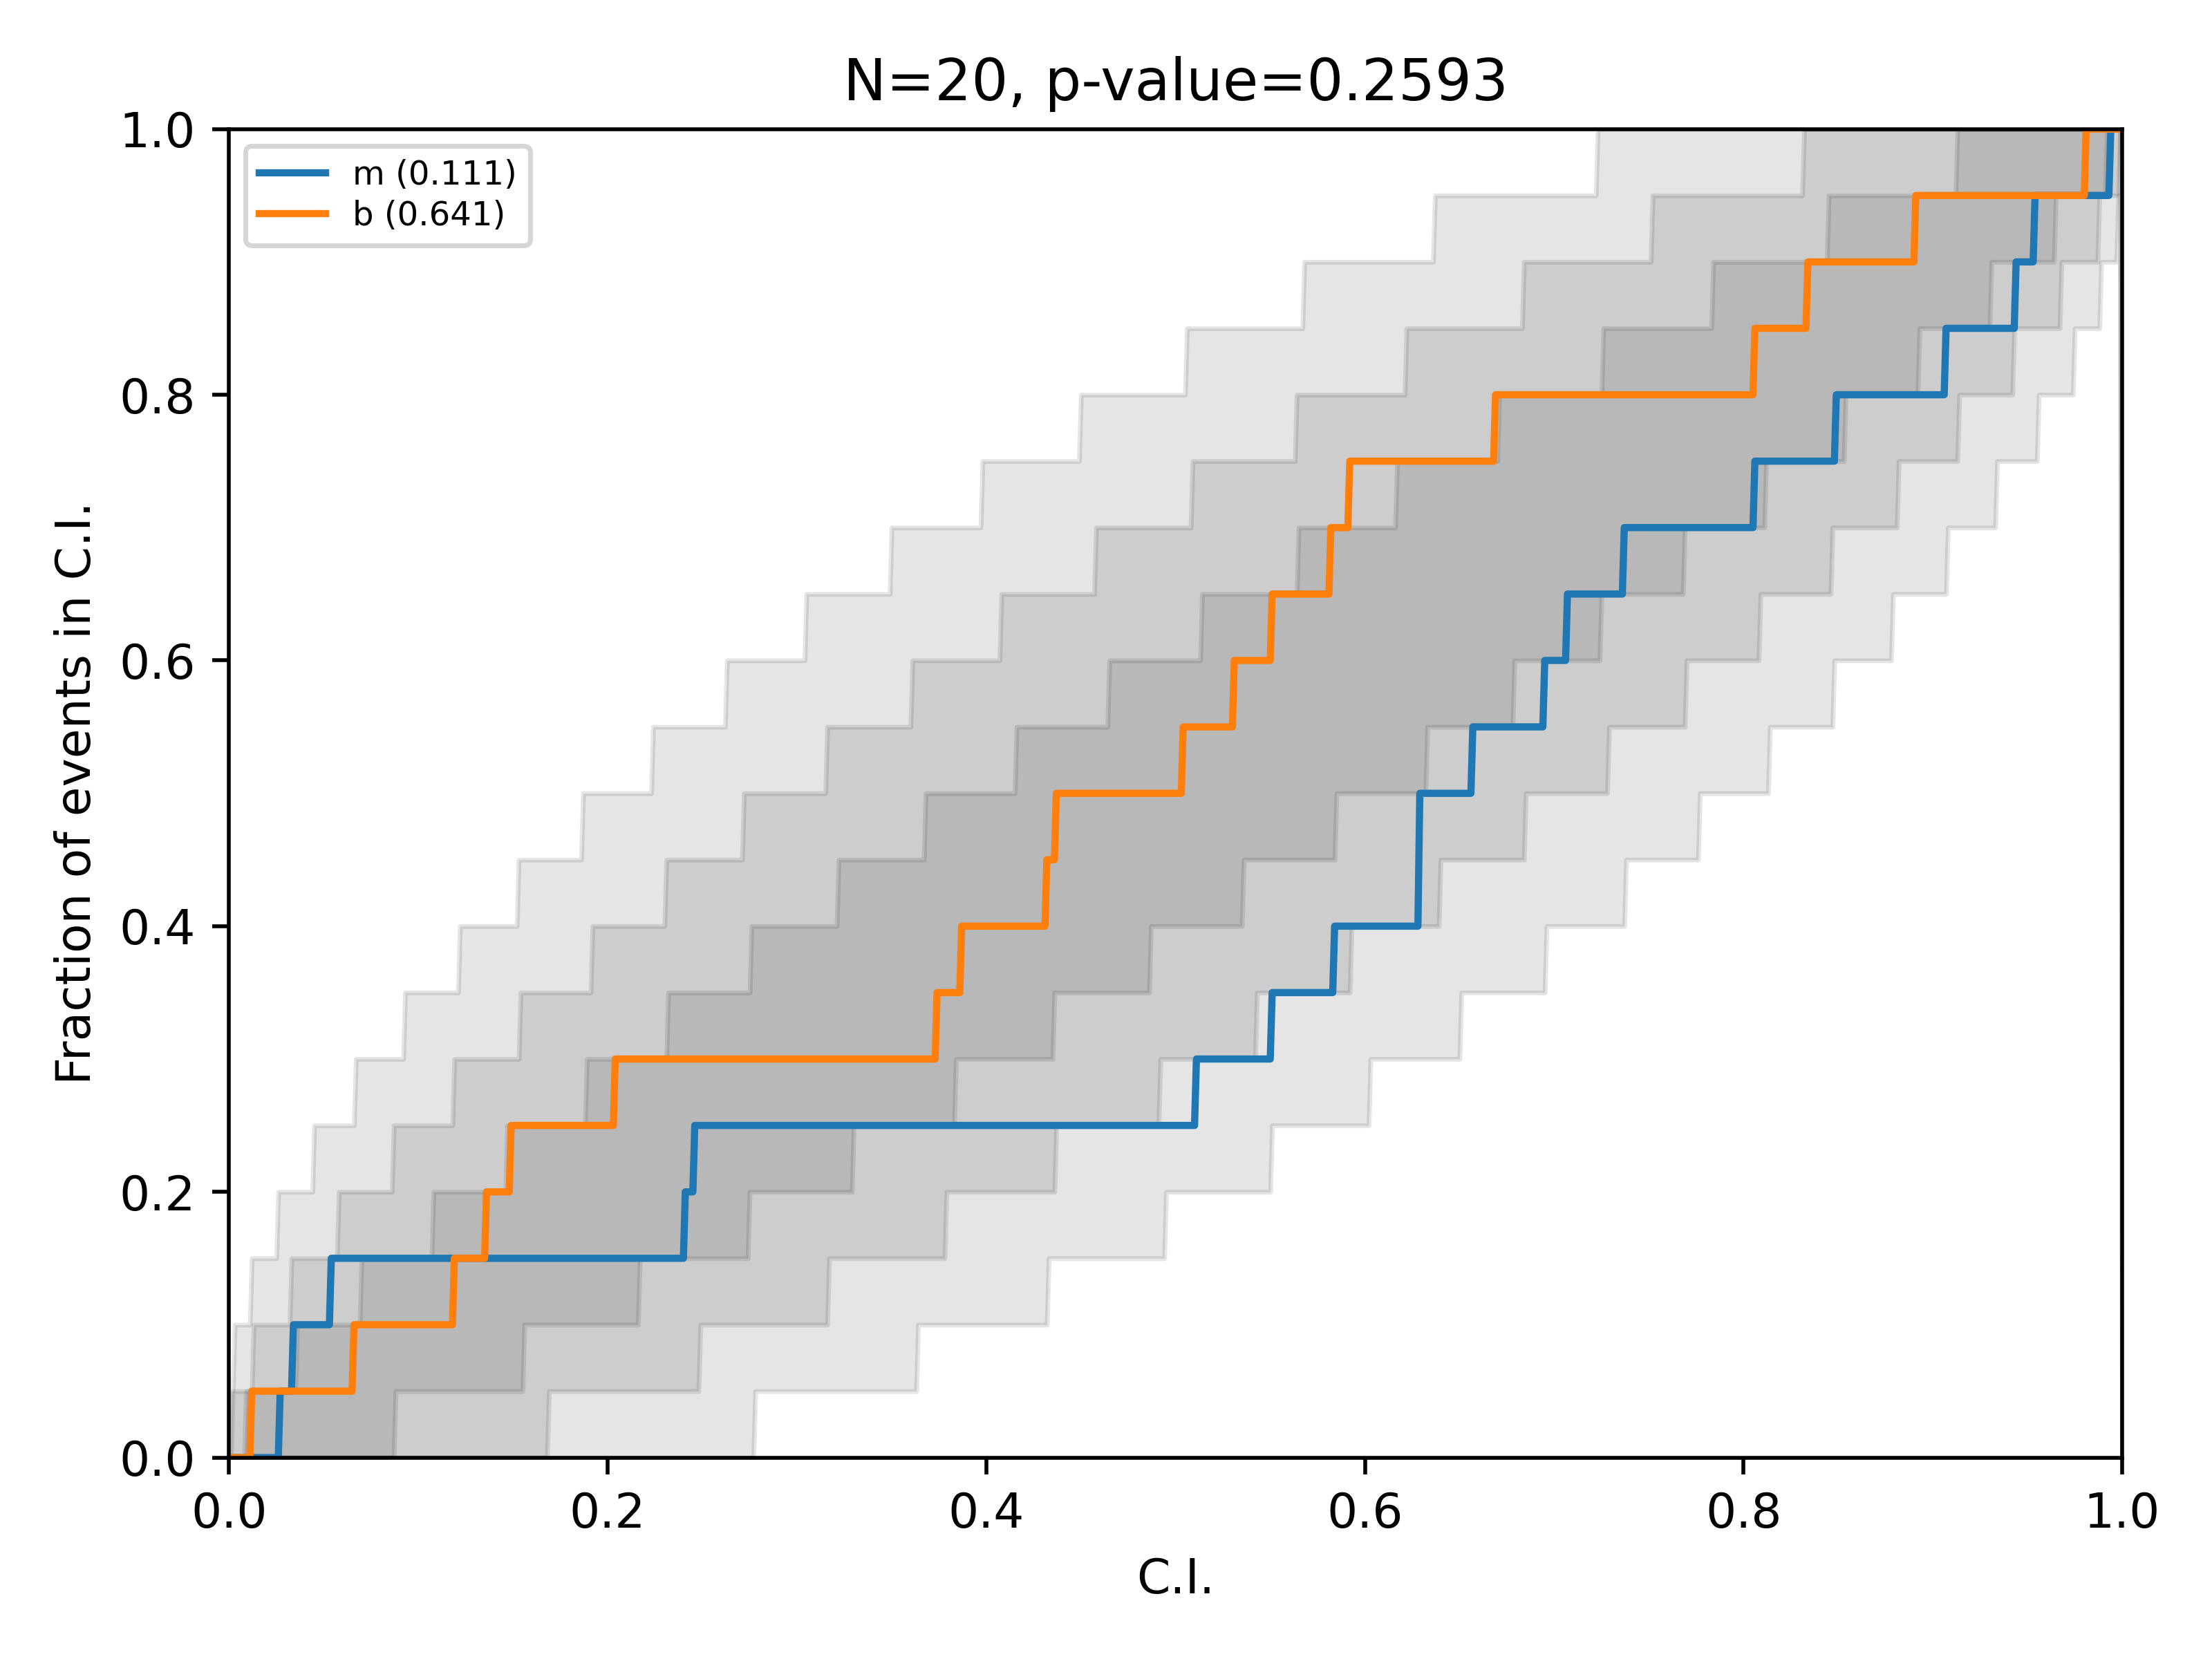 N=20, p-value=0.2593
m (0.111)
b (0.641)
Fraction of events in C.I.
1.0
0.8
0.6
0.4
0.2
0.0
0.0 0.2 0.4 0.6 0.8 1.0
C.I.